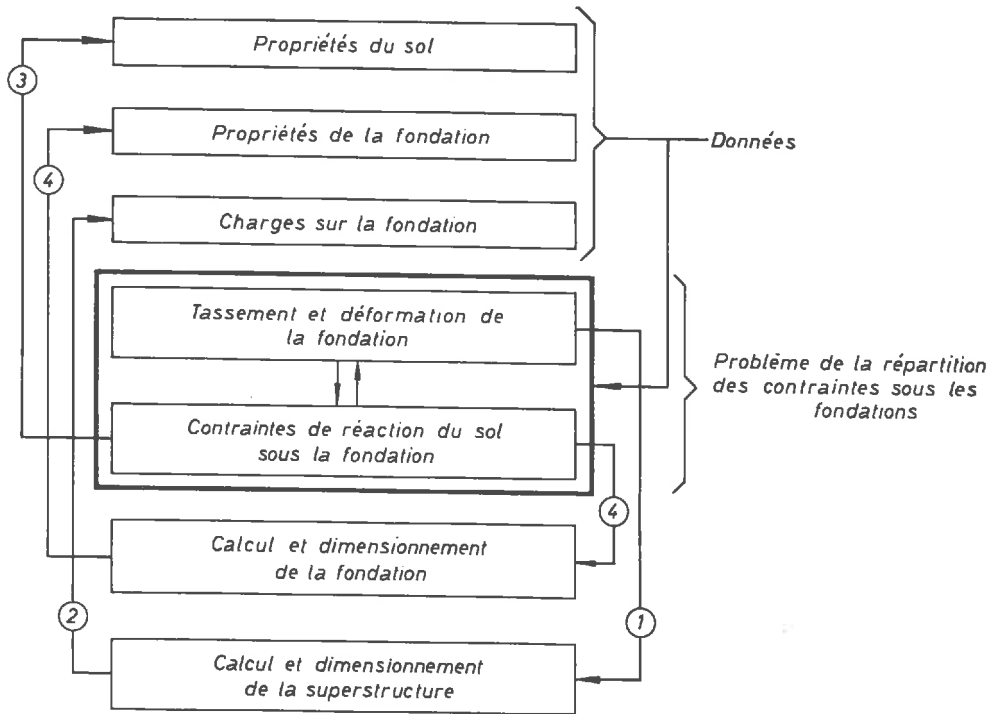 Propriétés du sol
3
Propriétés de la fondation
4
Données
Charges sur la fondation
Tassement et déformation de
la fondation
Problème de la répartition
des contraintes sous les
fondations
Contraintes de réaction du sol
sous la fondation
4
Calcul et dimensionnement
de la fondation
2
1
Calcul et dimensionnement
de la superstructure